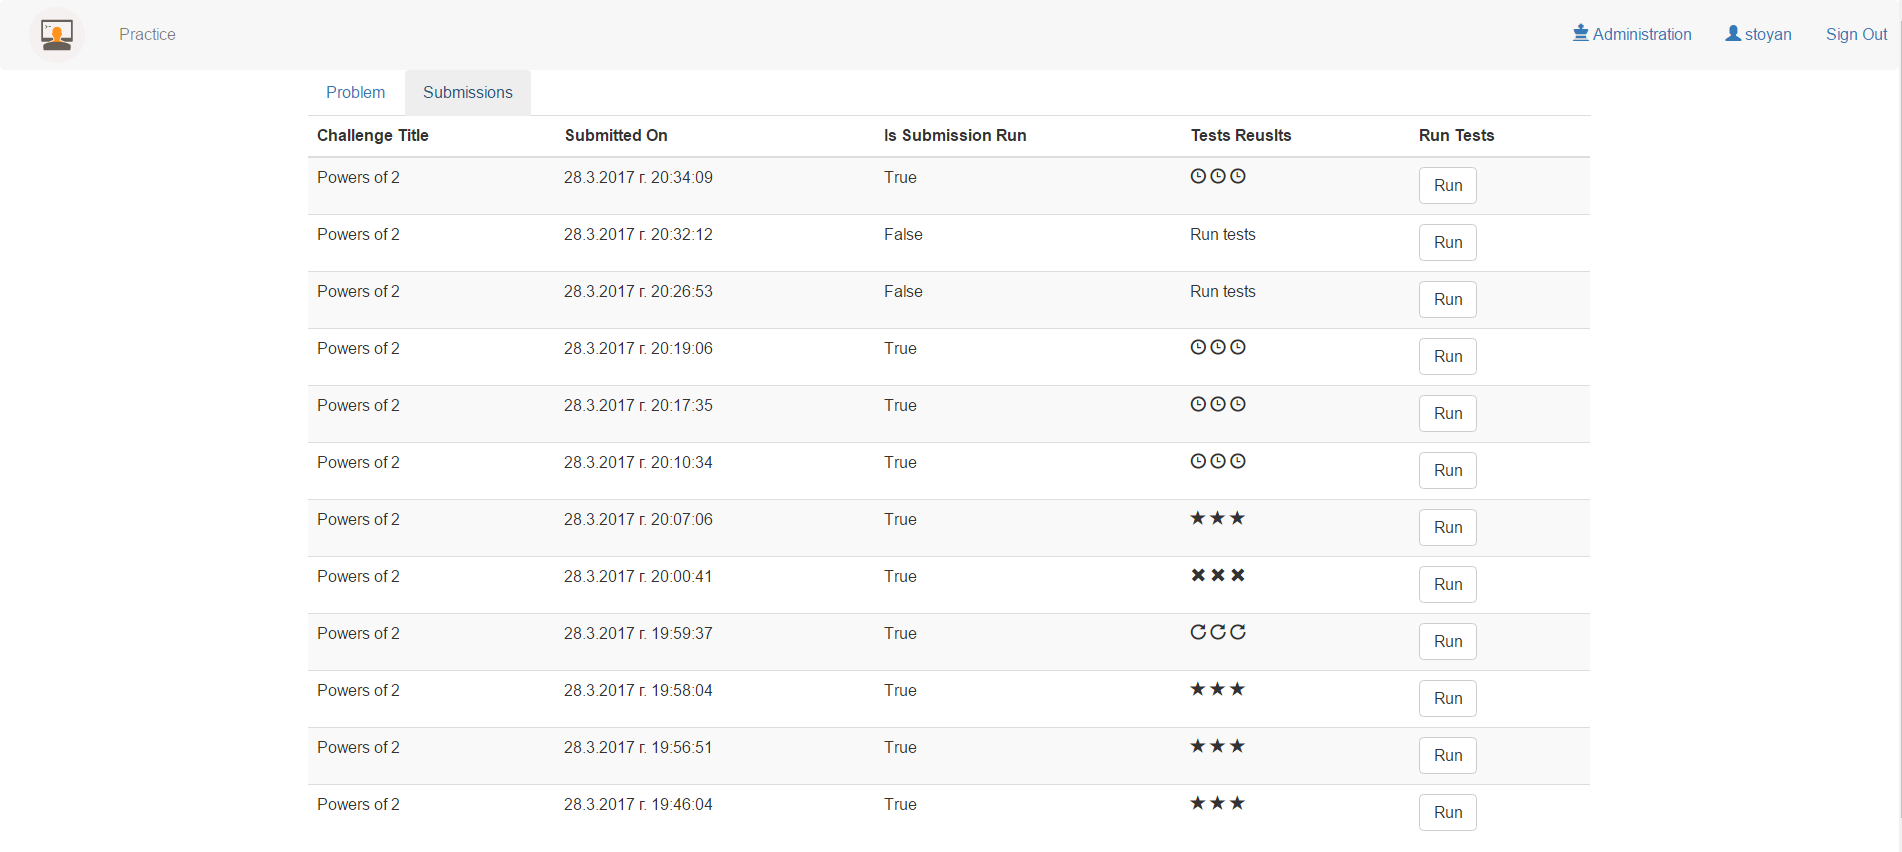 Practice Administration stoyan Sign Out
Problem Submissions
Challenge Title Submitted On Is Submission Run Tests Reuslts Run Tests
Powers of 2 28.3.2017 г. 20:34:09 True Run
Powers of 2 28.3.2017 г. 20:32:12 False Run tests Run
Powers of 2 28.3.2017 г. 20:26:53 False Run tests Run
Powers of 2 28.3.2017 г. 20:19:06 True Run
Powers of 2 28.3.2017 г. 20:17:35 True Run
Powers of 2 28.3.2017 г. 20:10:34 True Run
Powers of 2 28.3.2017 г. 20:07:06 True Run
Powers of 2 28.3.2017 г. 20:00:41 True Run
Powers of 2 28.3.2017 г. 19:59:37 True Run
Powers of 2 28.3.2017 г. 19:58:04 True Run
Powers of 2 28.3.2017 г. 19:56:51 True Run
Powers of 2 28.3.2017 г. 19:46:04 True Run